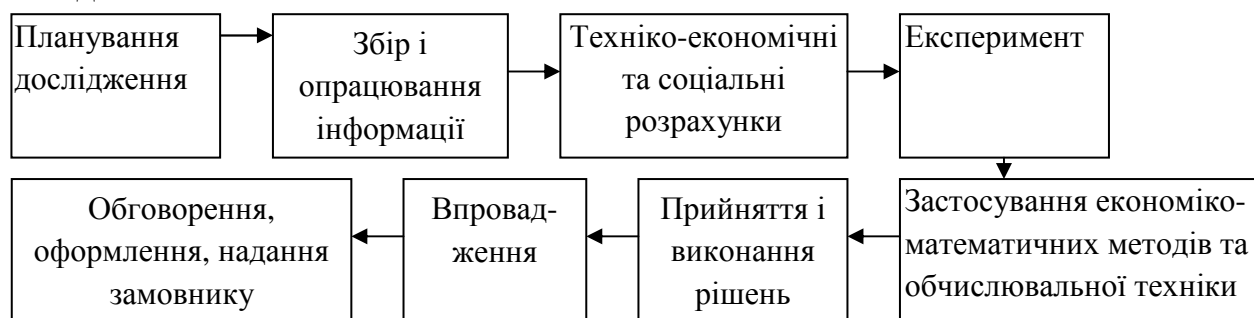 Планування
дослідження
Збір і
опрацювання
інформації
Техніко-економічні
та соціальні
розрахунки
Експеримент
Застосування економіко-
математичних методів та
обчислювальної техніки
Прийняття і
виконання
рішень
Впровад-
ження
Обговорення,
оформлення, надання
замовнику